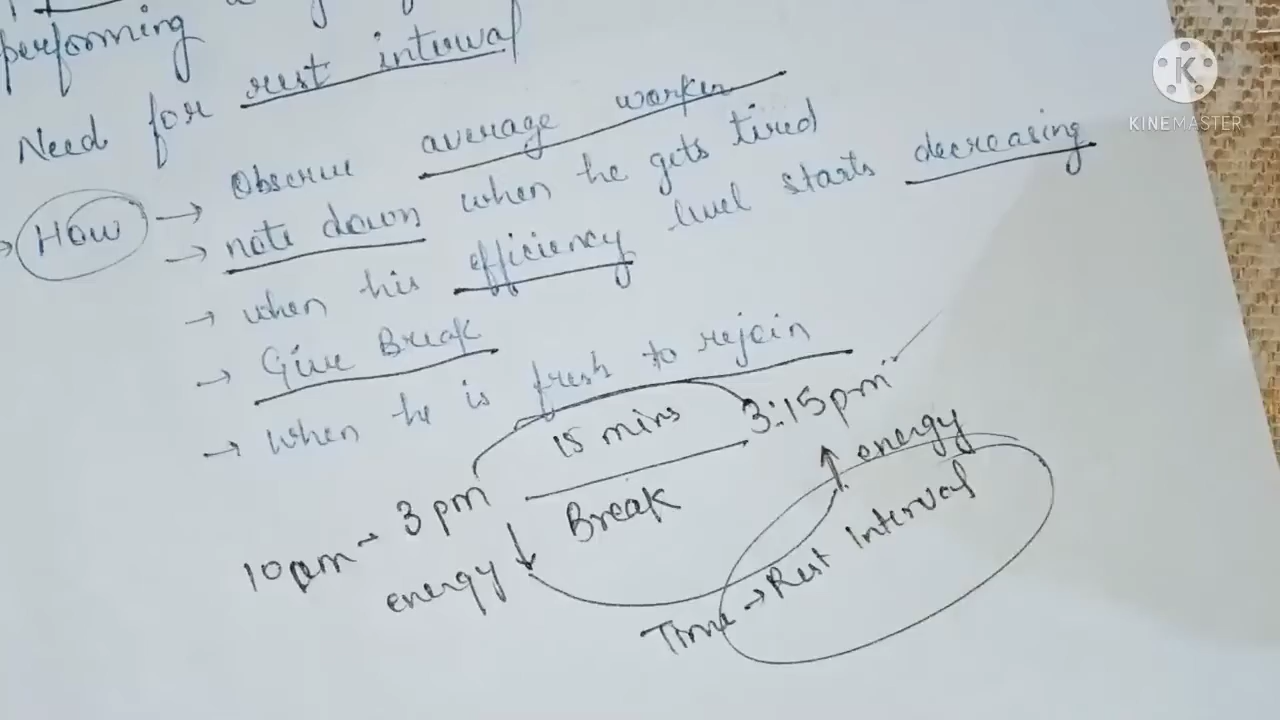 performing
Need for rest interval
How → Observe average worker
→ note down when he gets tired
→ when his efficiency level starts decreasing
→ Give Break
→ when he is fresh to rejoin
15 mins 3:15pm
10am - 3pm Break ↑ energy
energy ↓
Time → Rest Interval
KINEMASTER